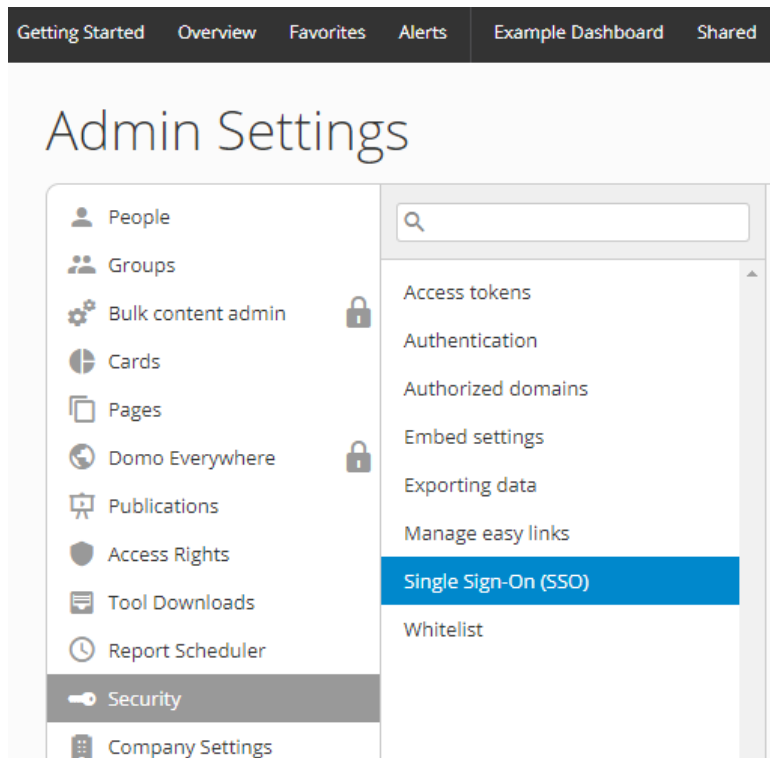 Getting Started Overview Favorites Alerts Example Dashboard Shared
Admin Settings
People
Groups
Bulk content admin
Cards
Pages
Domo Everywhere
Publications
Access Rights
Tool Downloads
Report Scheduler
Security
Company Settings
Access tokens
Authentication
Authorized domains
Embed settings
Exporting data
Manage easy links
Single Sign-On (SSO)
Whitelist